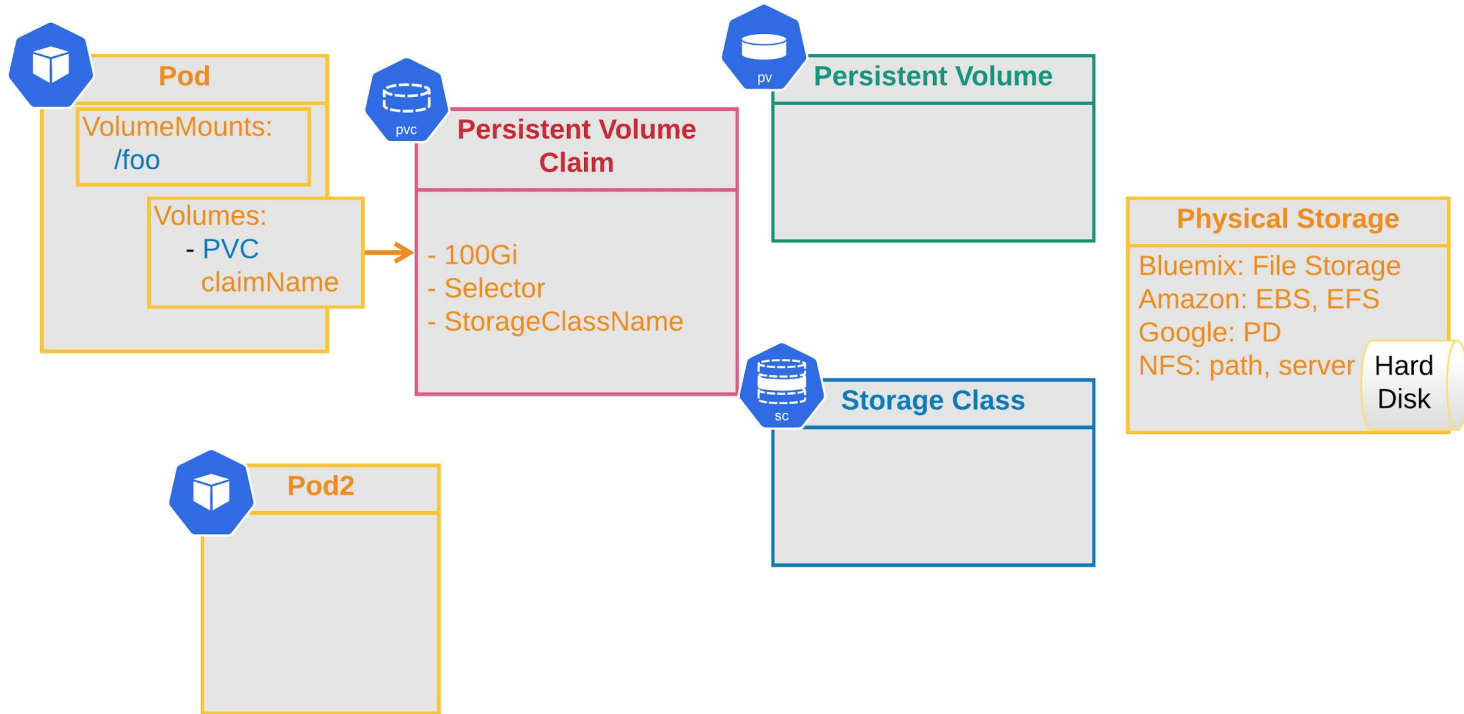 Pod
VolumeMounts:
/foo
Volumes:
- PVC
claimName
pvc
Persistent Volume
Claim
- 100Gi
- Selector
- StorageClassName
pv
Persistent Volume
sc
Storage Class
Physical Storage
Bluemix: File Storage
Amazon: EBS, EFS
Google: PD
NFS: path, server
Hard
Disk
Pod2